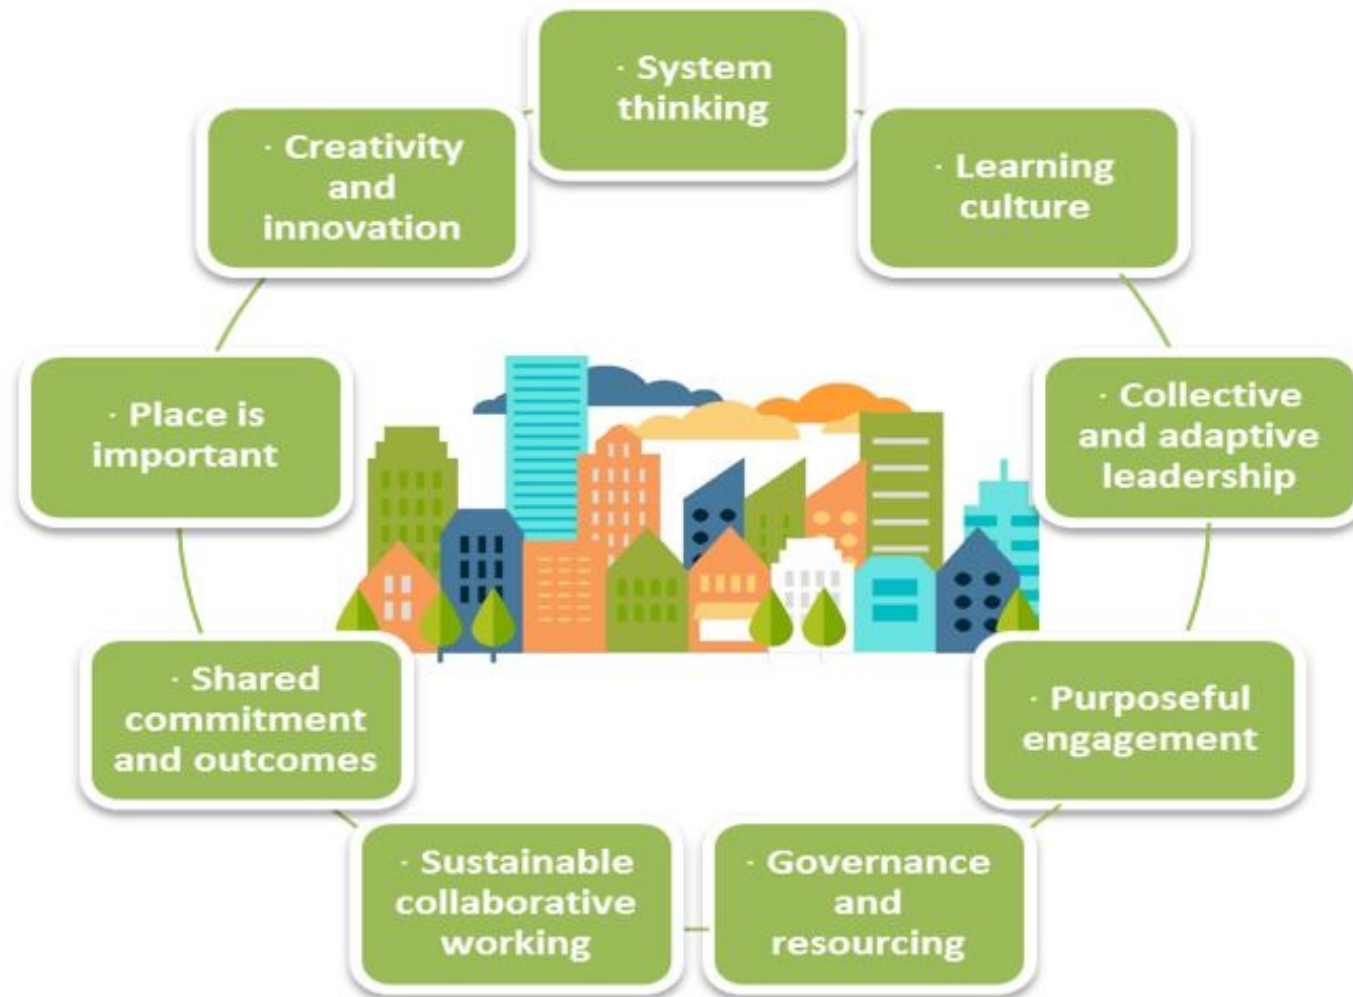 · System
thinking
· Learning
culture
· Collective
and adaptive
leadership
· Purposeful
engagement
· Governance
and
resourcing
· Sustainable
collaborative
working
· Shared
commitment
and outcomes
· Place is
important
· Creativity
and
innovation